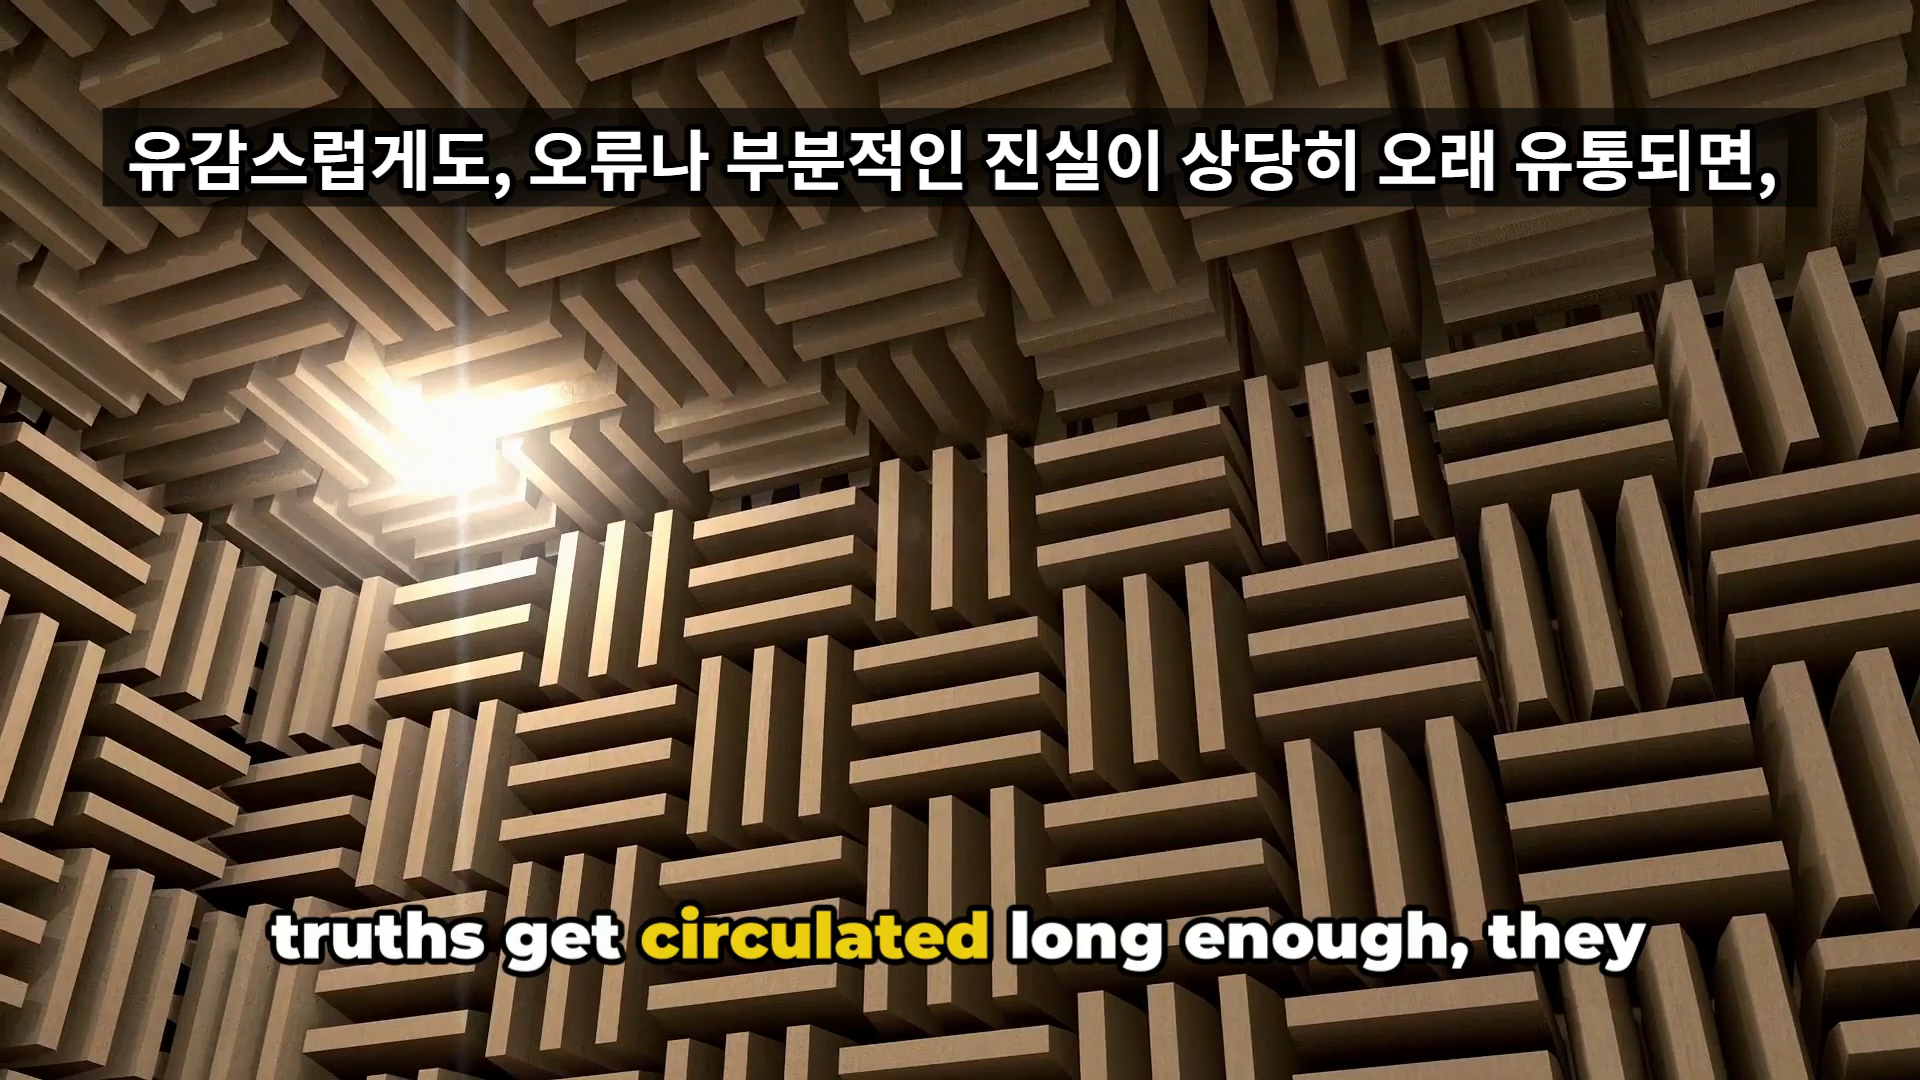 유감스럽게도, 오류나 부분적인 진실이 상당히 오래 유통되면,
truths get circulated long enough, they